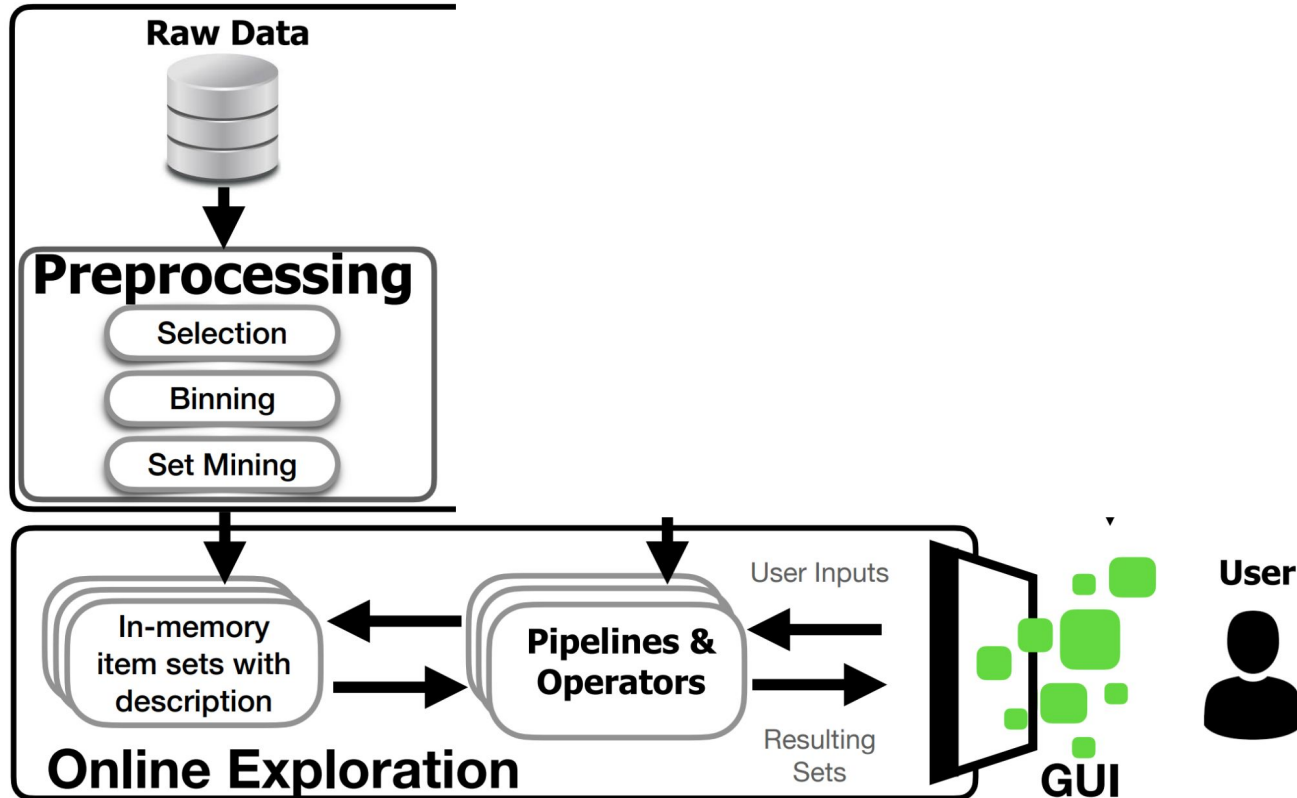 Raw Data
Preprocessing
Selection
Binning
Set Mining
In-memory
item sets with
description
Pipelines &
Operators
User Inputs
Resulting
Sets
User
Online Exploration
GUI